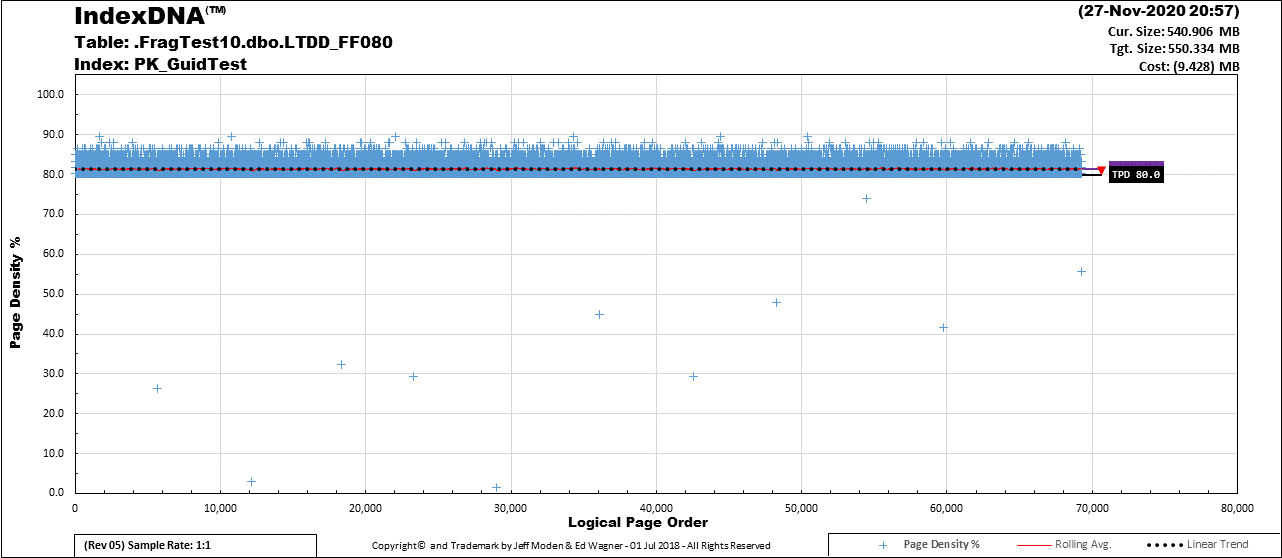 IndexDNA(TM)
(27-Nov-2020 20:57)
Table: .FragTest10.dbo.LTDD_FF080
Cur. Size: 540.906 MB
Tgt. Size: 550.334 MB
Index: PK_GuidTest
Cost: (9.428) MB
100.0
90.0
80.0
70.0
60.0
50.0
40.0
30.0
20.0
10.0
0.0
Page Density %
TPD 80.0
0 10,000 20,000 30,000 40,000 50,000 60,000 70,000 80,000
Logical Page Order
(Rev 05) Sample Rate: 1:1
Copyright© and Trademark by Jeff Moden & Ed Wagner - 01 Jul 2018 - All Rights Reserved
Page Density %
Rolling Avg.
Linear Trend